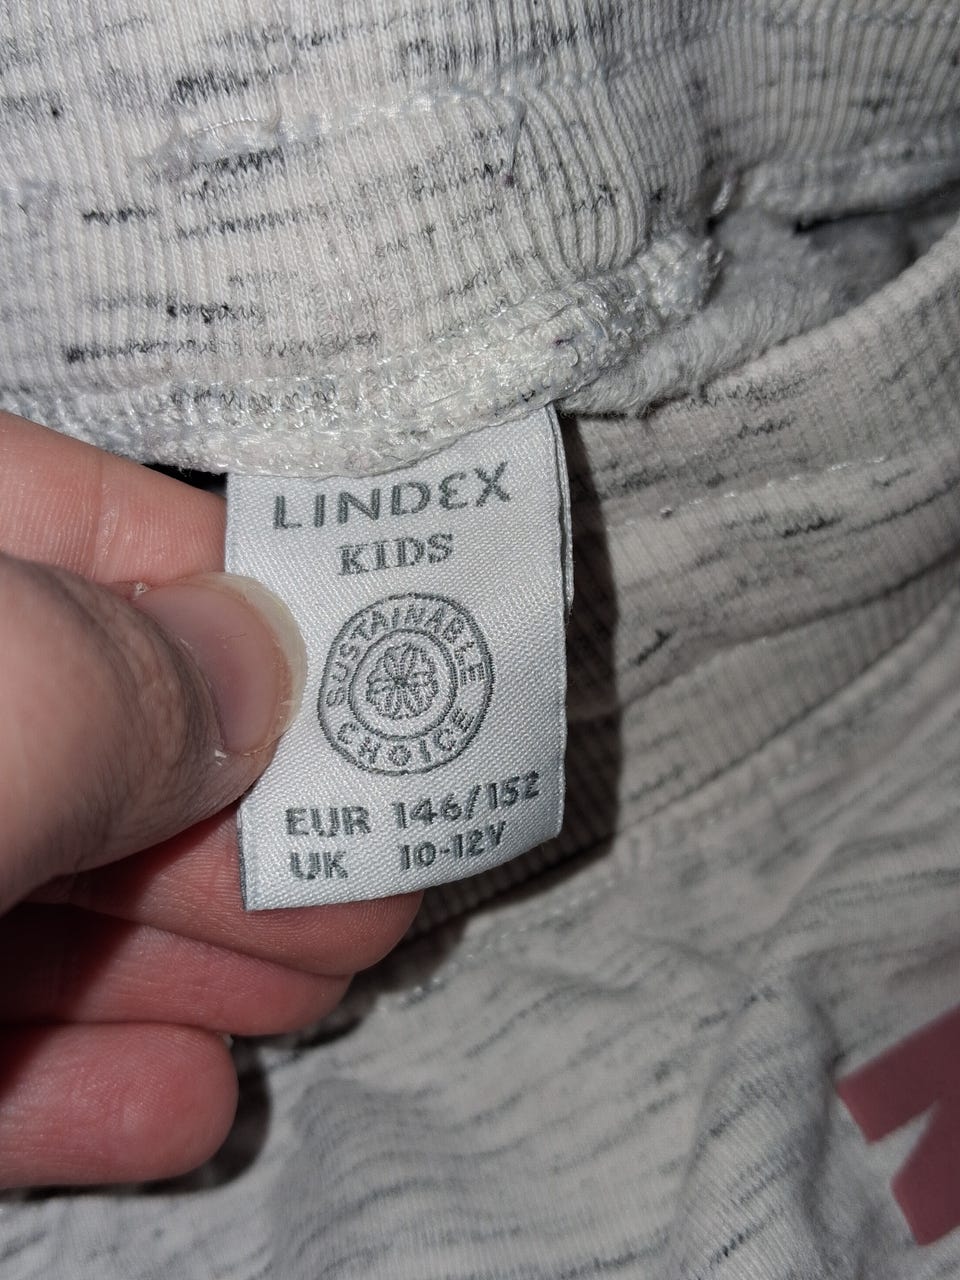 LINDEX
KIDS
SUSTAINABLE
CHOICE
EUR 146/152
UK 10-12Y